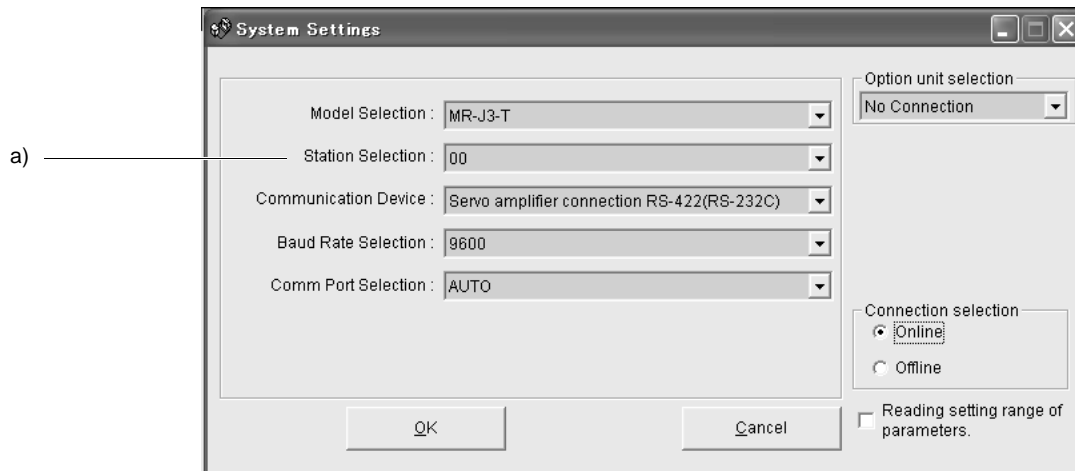 System Settings
Option unit selection
No Connection
Model Selection : MR-J3-T
a)
Station Selection : 00
Communication Device : Servo amplifier connection RS-422(RS-232C)
Baud Rate Selection : 9600
Comm Port Selection : AUTO
Connection selection
Online
Offline
Reading setting range of
parameters.
OK
Cancel